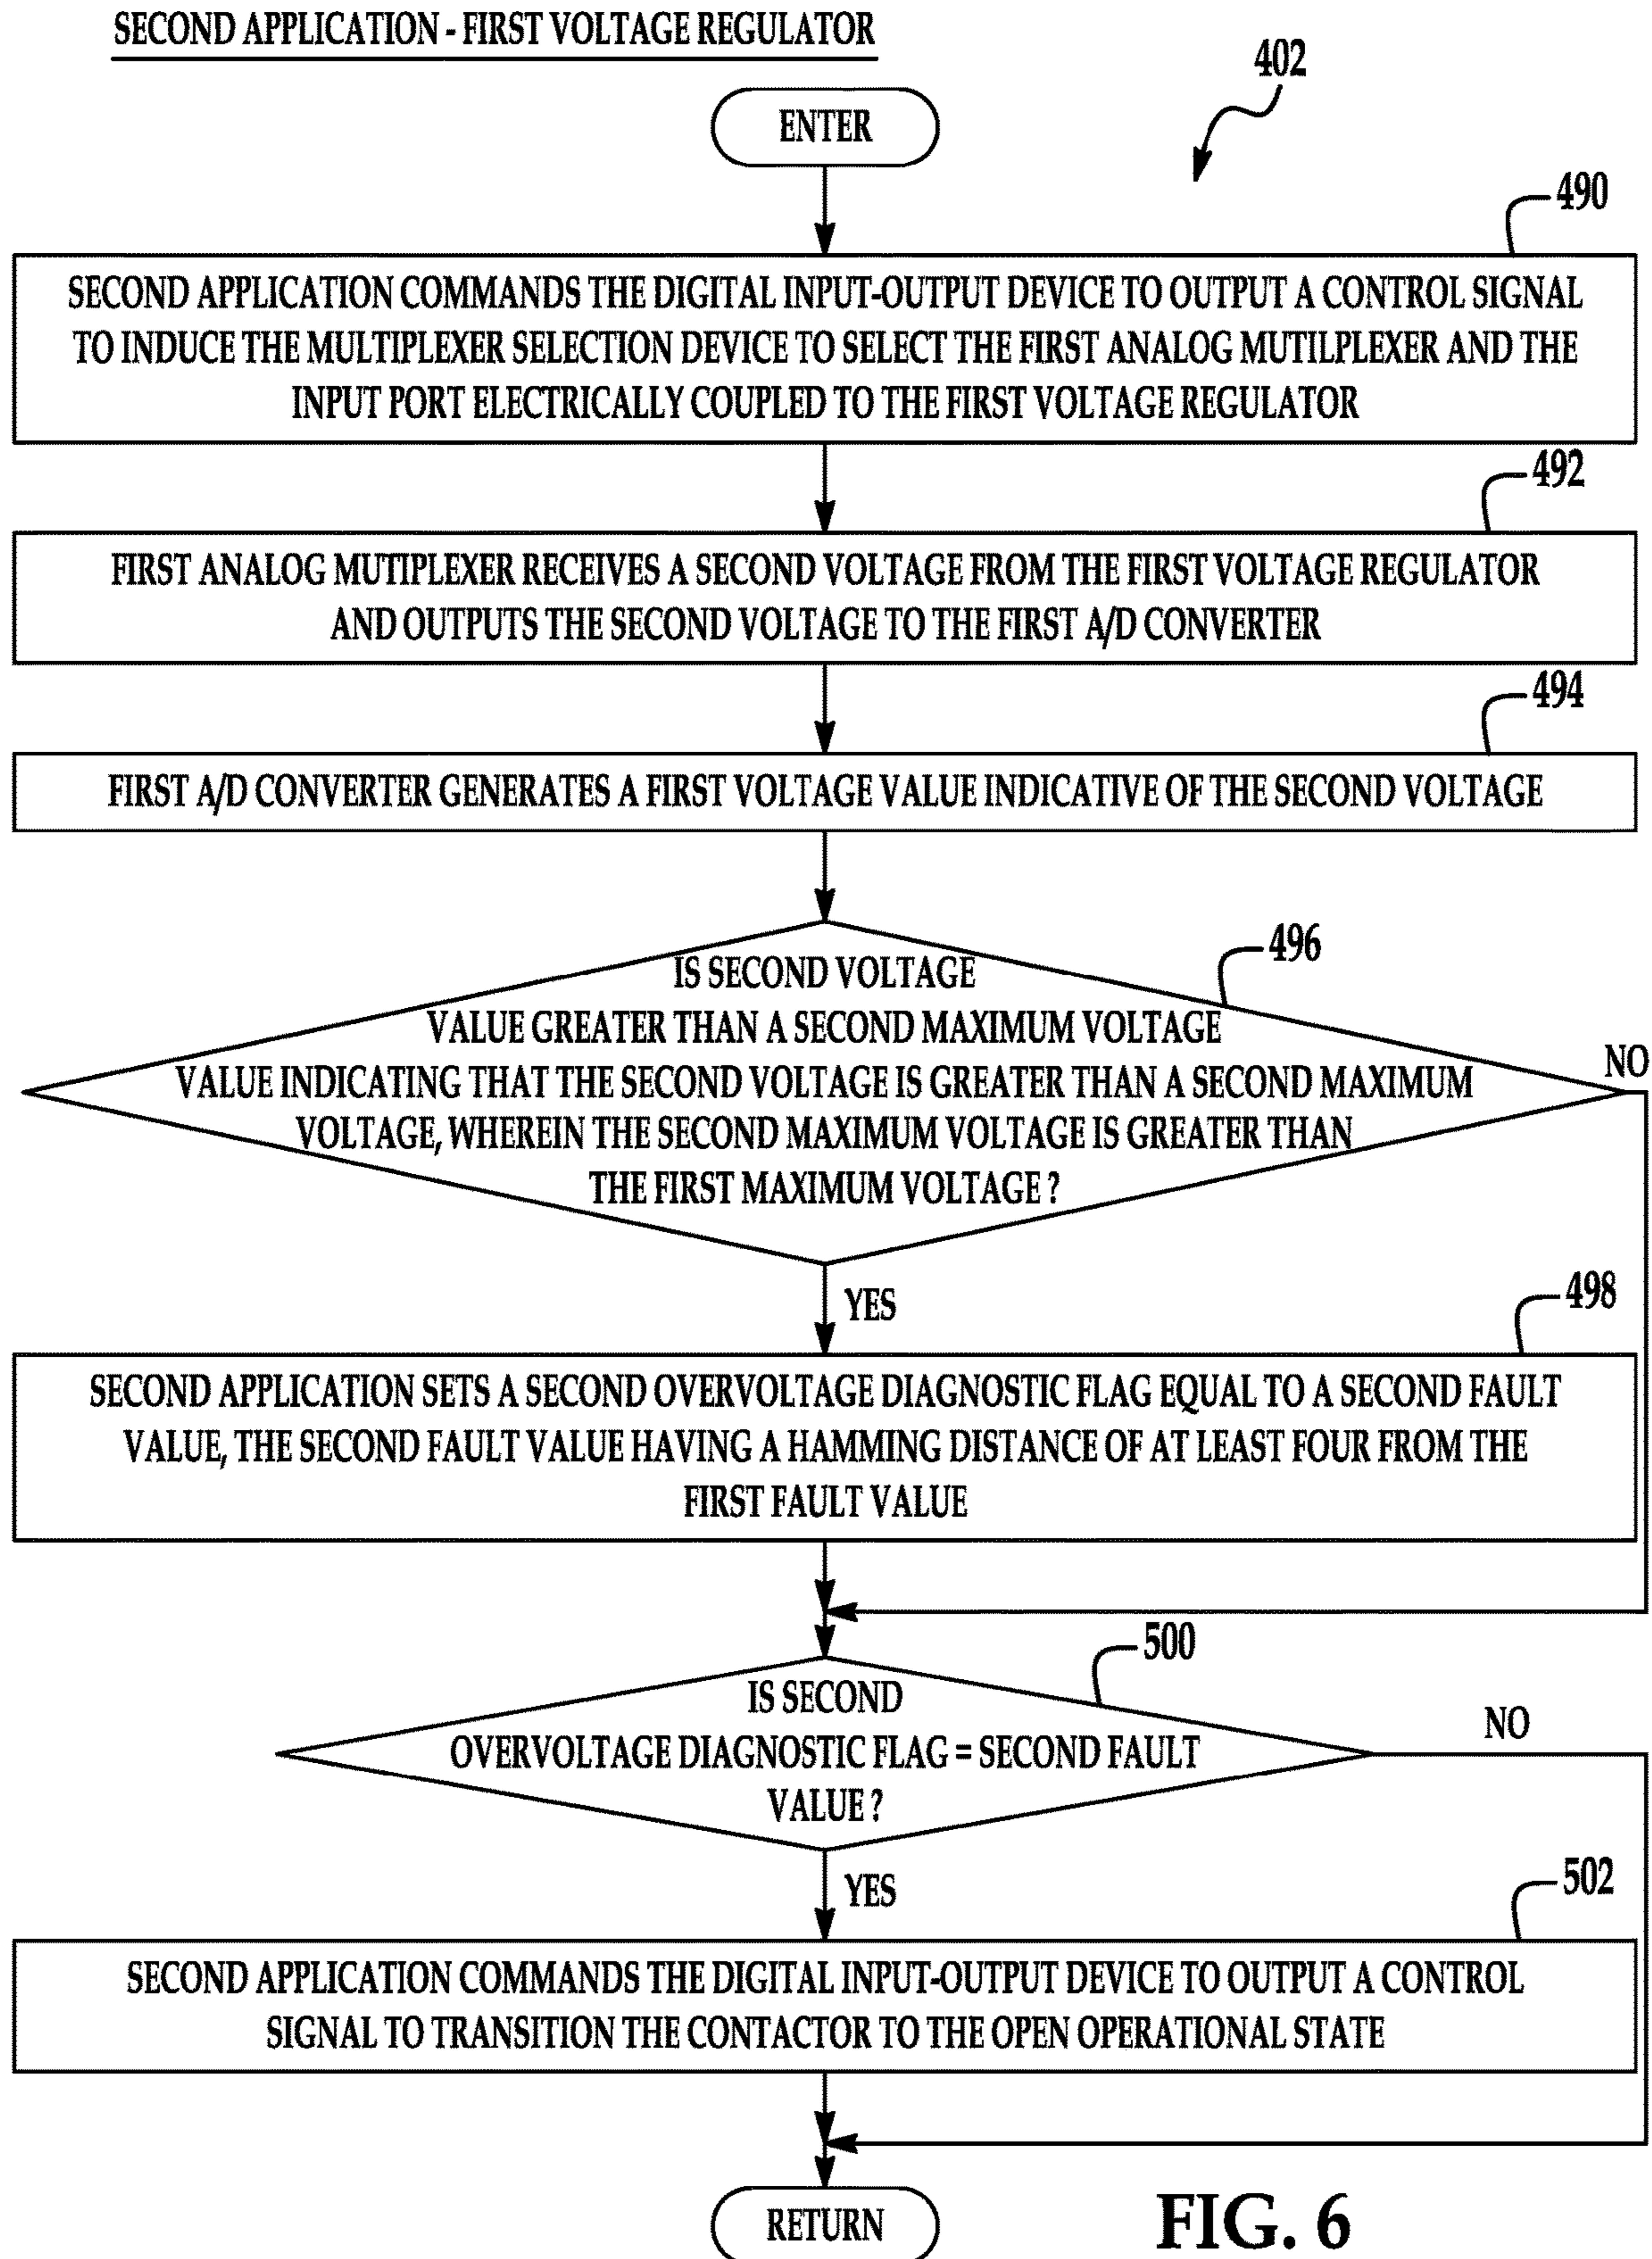 SECOND APPLICATION - FIRST VOLTAGE REGULATOR
402
ENTER
490
SECOND APPLICATION COMMANDS THE DIGITAL INPUT-OUTPUT DEVICE TO OUTPUT A CONTROL SIGNAL
TO INDUCE THE MULTIPLEXER SELECTION DEVICE TO SELECT THE FIRST ANALOG MUTILPLEXER AND THE
INPUT PORT ELECTRICALLY COUPLED TO THE FIRST VOLTAGE REGULATOR
492
FIRST ANALOG MUTIPLEXER RECEIVES A SECOND VOLTAGE FROM THE FIRST VOLTAGE REGULATOR
AND OUTPUTS THE SECOND VOLTAGE TO THE FIRST A/D CONVERTER
494
FIRST A/D CONVERTER GENERATES A FIRST VOLTAGE VALUE INDICATIVE OF THE SECOND VOLTAGE
496
IS SECOND VOLTAGE
VALUE GREATER THAN A SECOND MAXIMUM VOLTAGE
VALUE INDICATING THAT THE SECOND VOLTAGE IS GREATER THAN A SECOND MAXIMUM
VOLTAGE, WHEREIN THE SECOND MAXIMUM VOLTAGE IS GREATER THAN
THE FIRST MAXIMUM VOLTAGE ?
NO
YES
498
SECOND APPLICATION SETS A SECOND OVERVOLTAGE DIAGNOSTIC FLAG EQUAL TO A SECOND FAULT
VALUE, THE SECOND FAULT VALUE HAVING A HAMMING DISTANCE OF AT LEAST FOUR FROM THE
FIRST FAULT VALUE
500
IS SECOND
OVERVOLTAGE DIAGNOSTIC FLAG = SECOND FAULT
VALUE ?
NO
YES
502
SECOND APPLICATION COMMANDS THE DIGITAL INPUT-OUTPUT DEVICE TO OUTPUT A CONTROL
SIGNAL TO TRANSITION THE CONTACTOR TO THE OPEN OPERATIONAL STATE
RETURN
FIG. 6